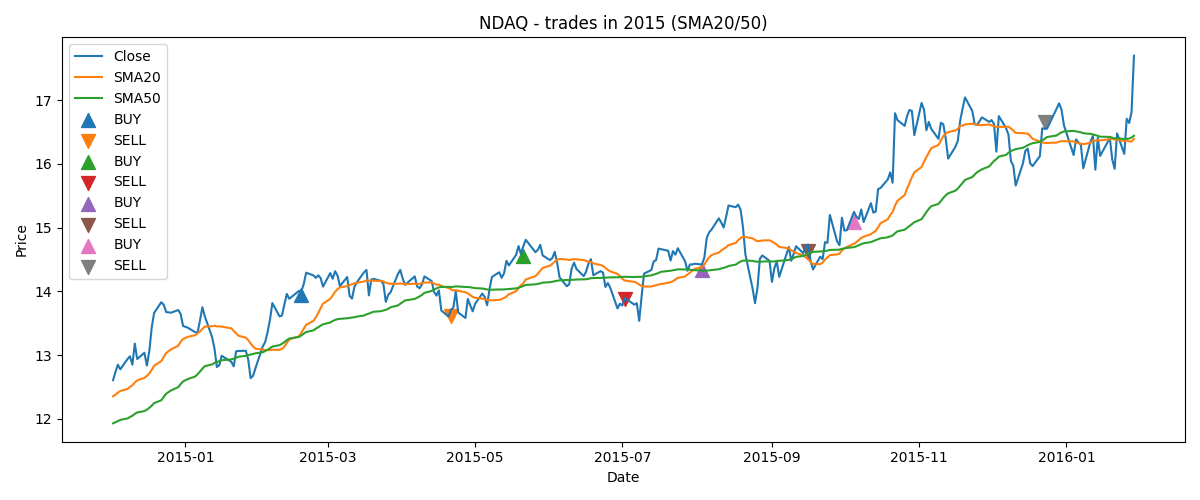 NDAQ - trades in 2015 (SMA20/50)
Close
SMA20
SMA50
BUY
SELL
BUY
SELL
BUY
SELL
BUY
SELL
Price
17
16
15
14
13
12
2015-01 2015-03 2015-05 2015-07 2015-09 2015-11 2016-01
Date